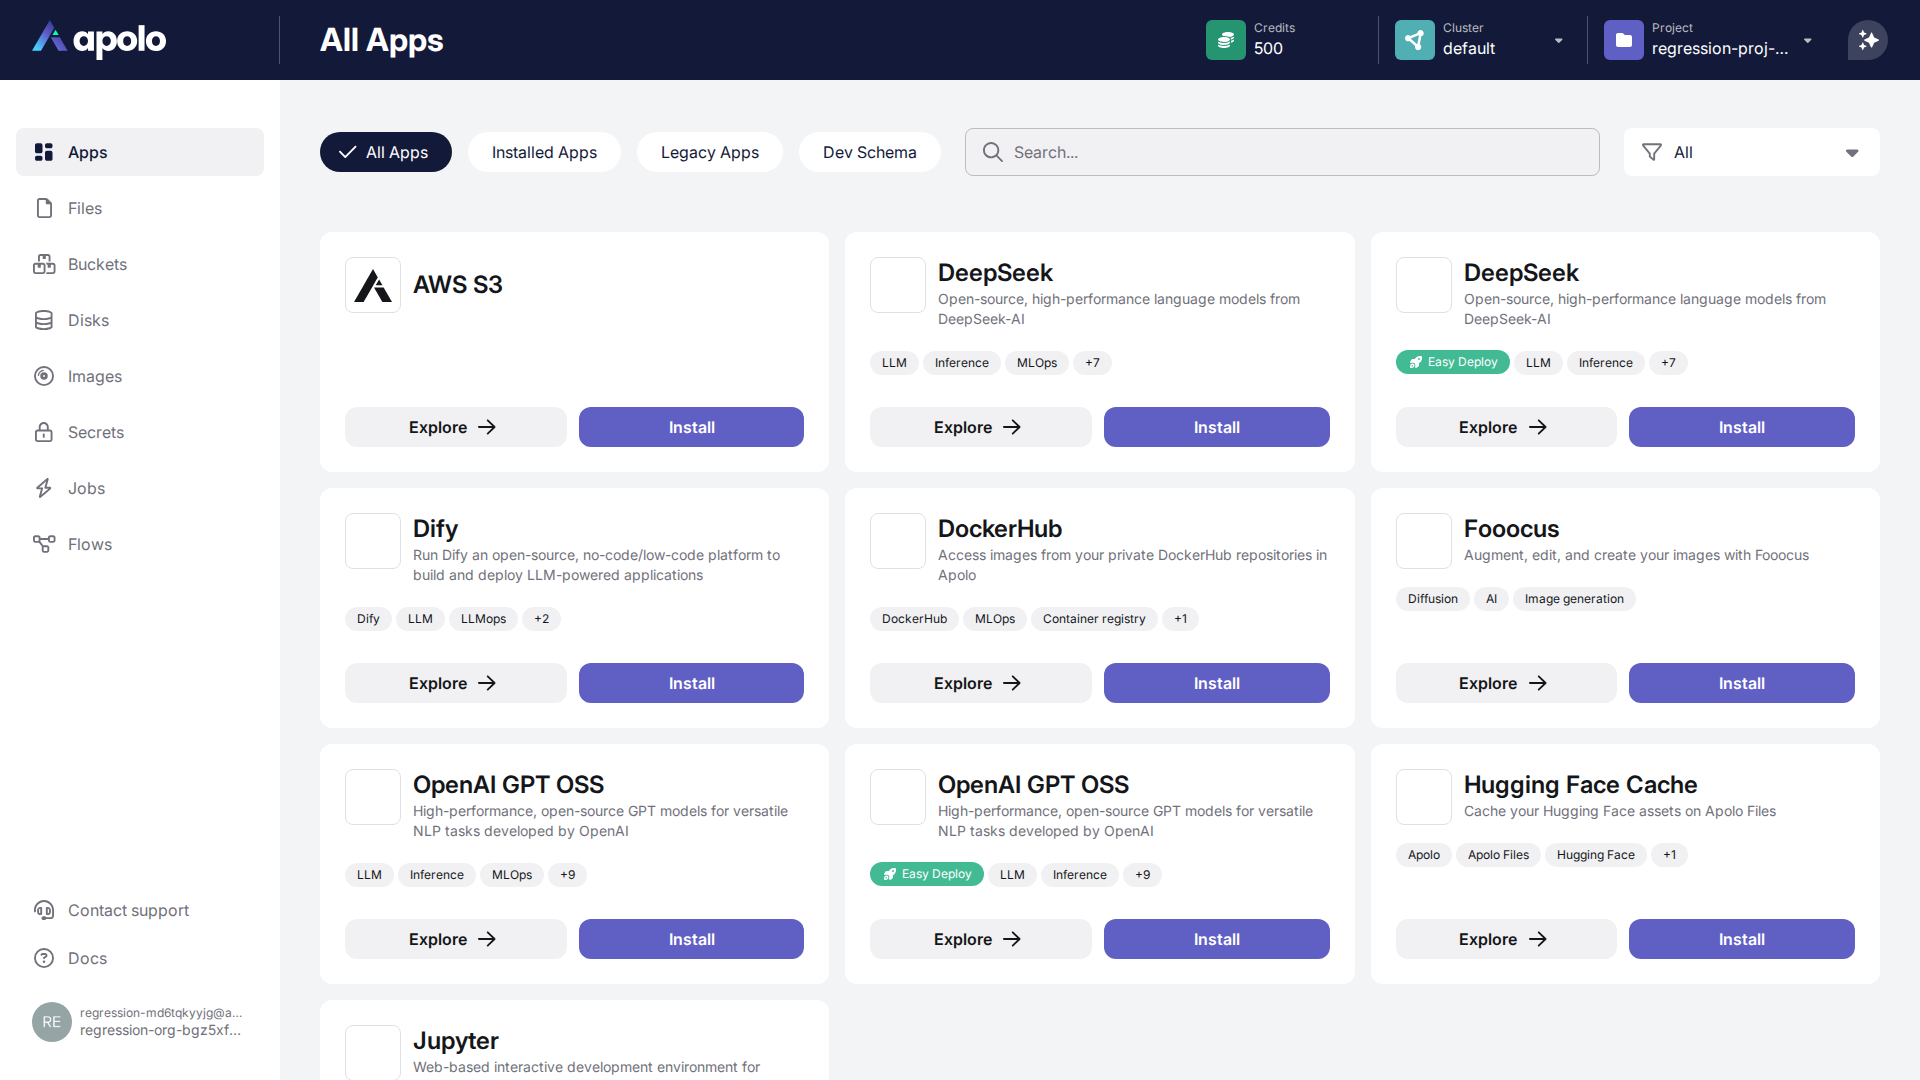 apolo
All Apps
Credits
500
Cluster
default
Project
regression-proj-...
Apps
Files
Buckets
Disks
Images
Secrets
Jobs
Flows
Contact support
Docs
RE
regression-md6tqkyyjg@a...
regression-org-bgz5xf...
All Apps
Installed Apps
Legacy Apps
Dev Schema
Search...
All
AWS S3
Explore
Install
DeepSeek
Open-source, high-performance language models from
DeepSeek-AI
LLM
Inference
MLOps
+7
Explore
Install
DeepSeek
Open-source, high-performance language models from
DeepSeek-AI
Easy Deploy
LLM
Inference
+7
Explore
Install
Dify
Run Dify an open-source, no-code/low-code platform to
build and deploy LLM-powered applications
Dify
LLM
LLMops
+2
Explore
Install
DockerHub
Access images from your private DockerHub repositories in
Apolo
DockerHub
MLOps
Container registry
+1
Explore
Install
Fooocus
Augment, edit, and create your images with Fooocus
Diffusion
AI
Image generation
Explore
Install
OpenAI GPT OSS
High-performance, open-source GPT models for versatile
NLP tasks developed by OpenAI
LLM
Inference
MLOps
+9
Explore
Install
OpenAI GPT OSS
High-performance, open-source GPT models for versatile
NLP tasks developed by OpenAI
Easy Deploy
LLM
Inference
+9
Explore
Install
Hugging Face Cache
Cache your Hugging Face assets on Apolo Files
Apolo
Apolo Files
Hugging Face
+1
Explore
Install
Jupyter
Web-based interactive development environment for